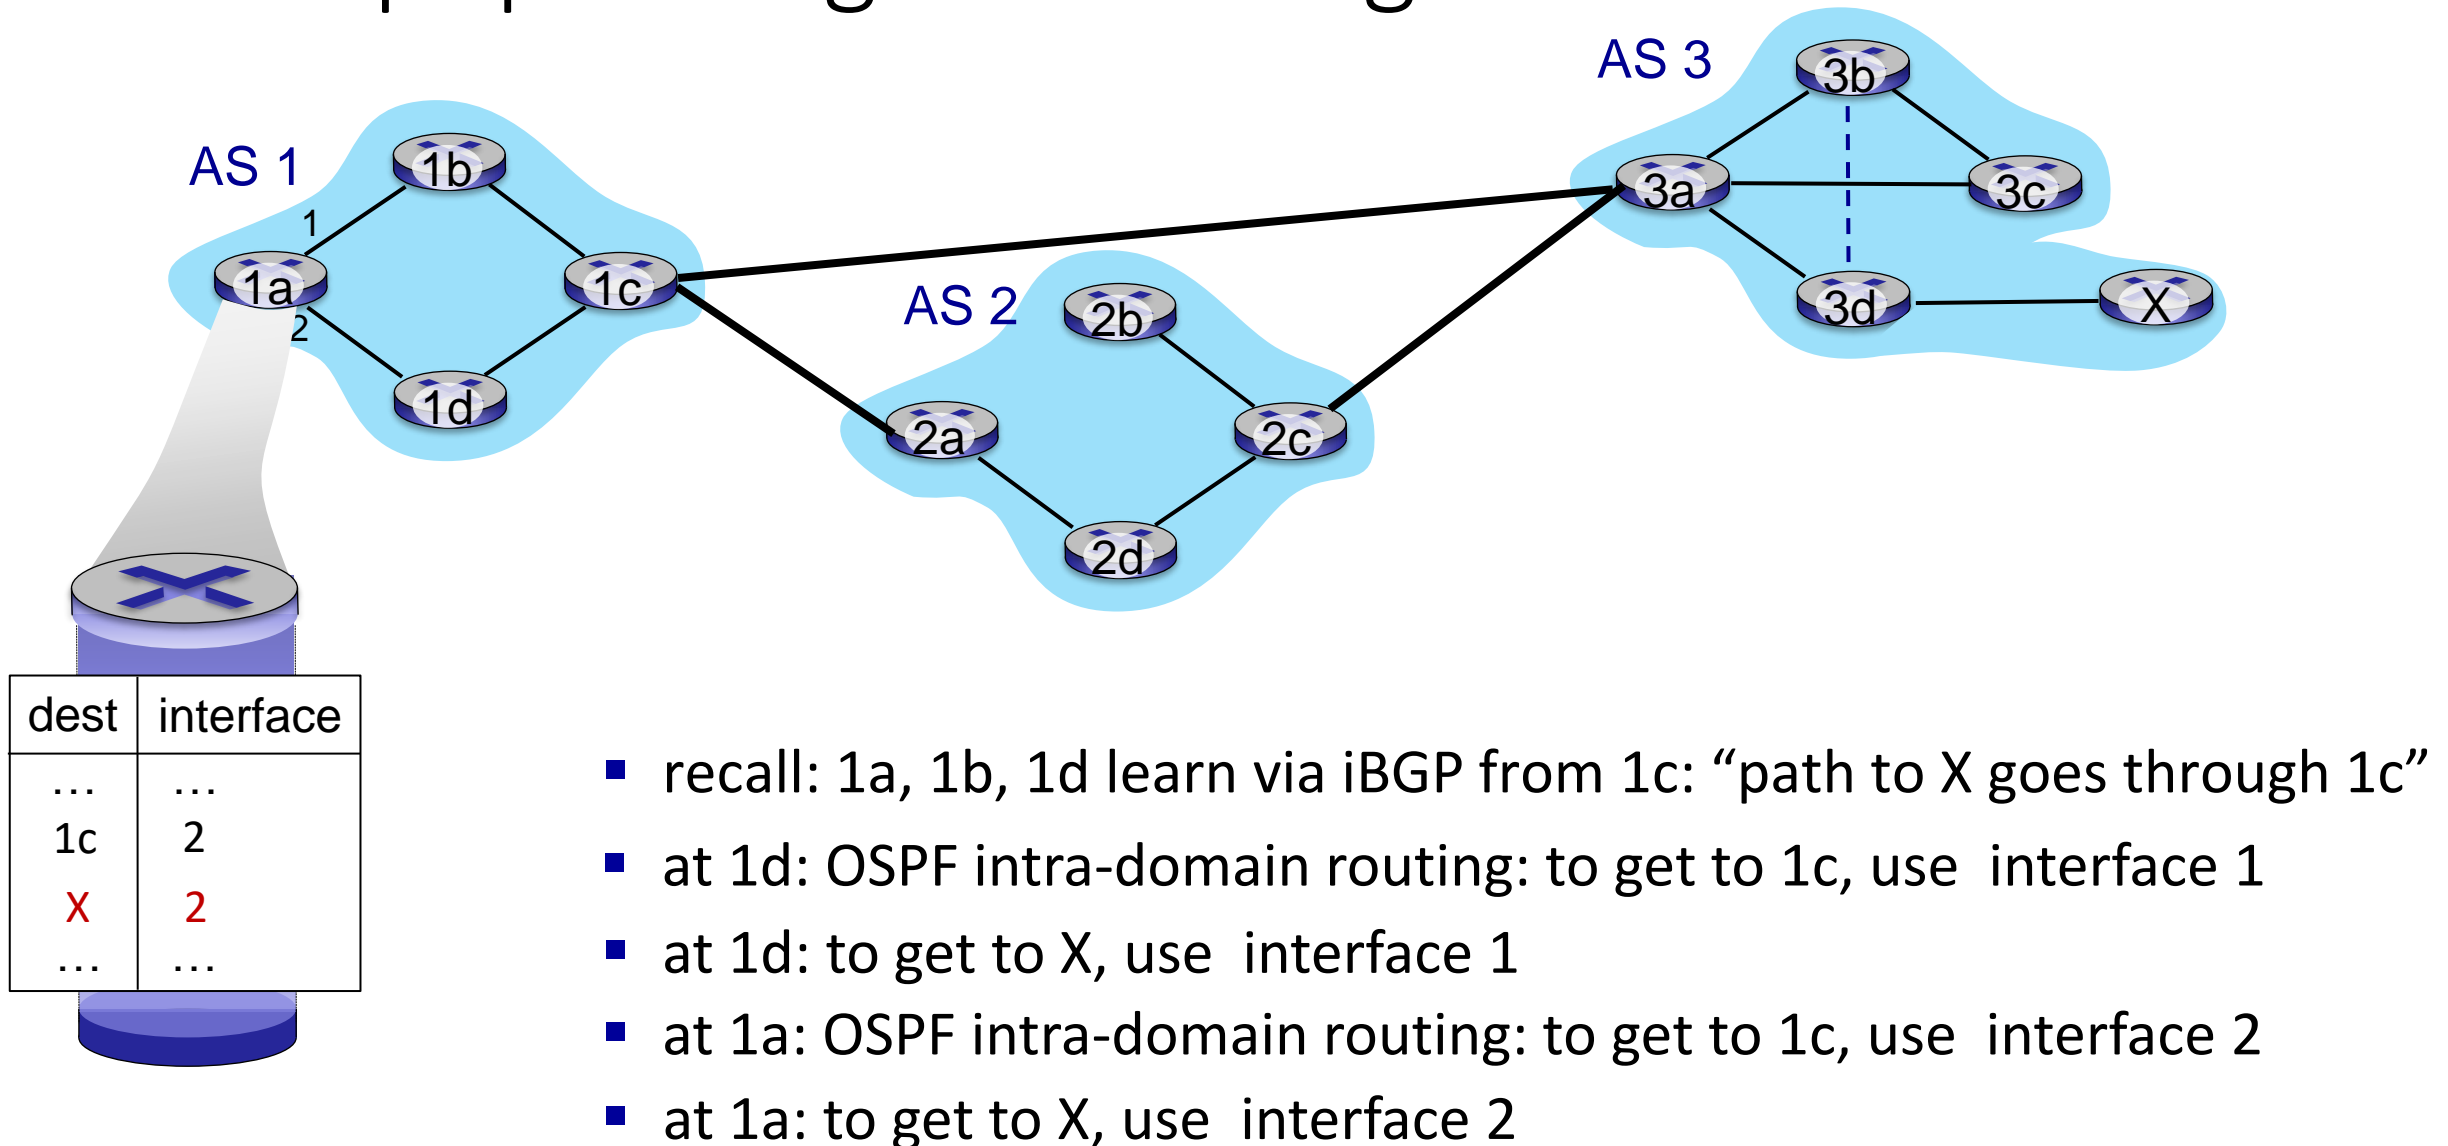 AS 3
3b
AS 1
1b
3a
3c
1
1a
1c
AS 2
2b
3d
X
2
1d
2a
2c
2d
dest interface
... ...
1c 2
X 2
... ...
recall: 1a, 1b, 1d learn via iBGP from 1c: “path to X goes through 1c”
at 1d: OSPF intra-domain routing: to get to 1c, use interface 1
at 1d: to get to X, use interface 1
at 1a: OSPF intra-domain routing: to get to 1c, use interface 2
at 1a: to get to X, use interface 2